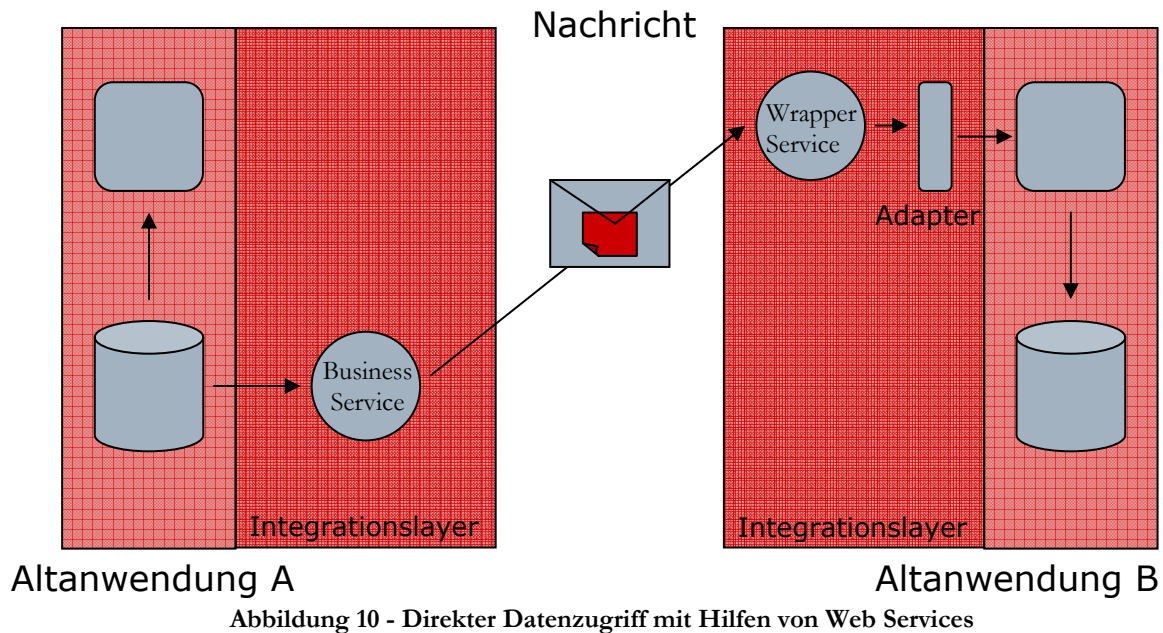 Nachricht
Wrapper
Service
Adapter
Business
Service
Integrationslayer
Integrationslayer
Altanwendung A
Altanwendung B
Abbildung 10 - Direkter Datenzugriff mit Hilfen von Web Services